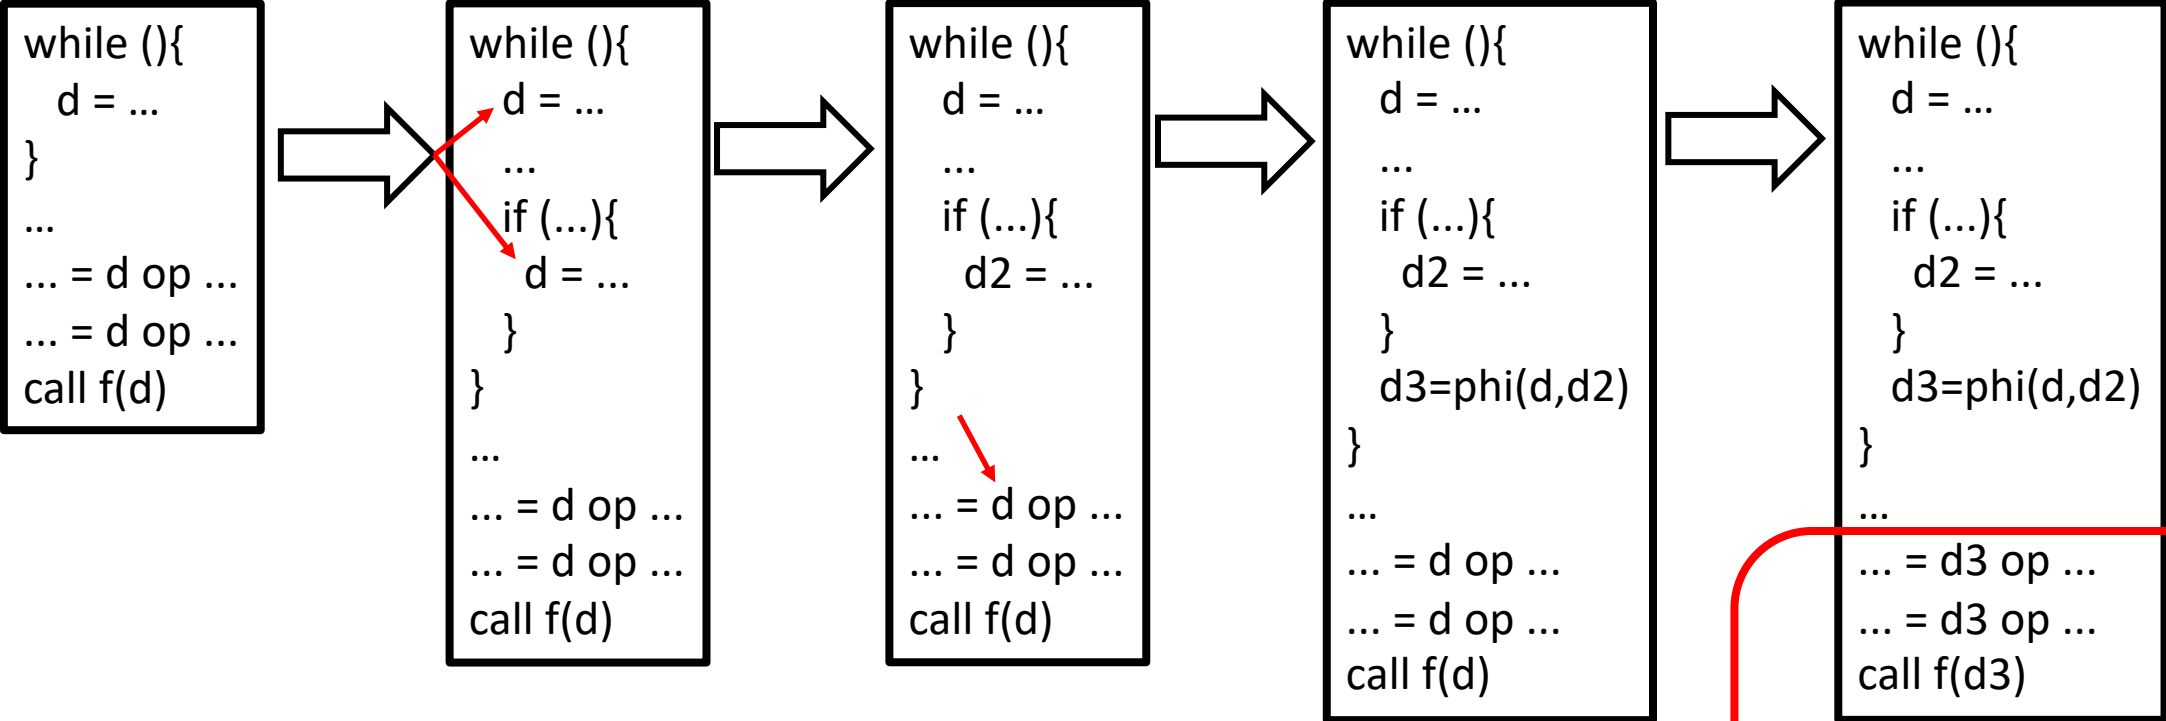 while (){
d = ...
}
...
... = d op ...
... = d op ...
call f(d)
while (){
d = ...
...
if (...){
d = ...
}
}
...
... = d op ...
... = d op ...
call f(d)
while (){
d = ...
...
if (...){
d2 = ...
}
}
...
... = d op ...
... = d op ...
call f(d)
while (){
d = ...
...
if (...){
d2 = ...
}
d3=phi(d,d2)
}
...
... = d op ...
... = d op ...
call f(d)
while (){
d = ...
...
if (...){
d2 = ...
}
d3=phi(d,d2)
}
...
... = d3 op ...
... = d3 op ...
call f(d3)